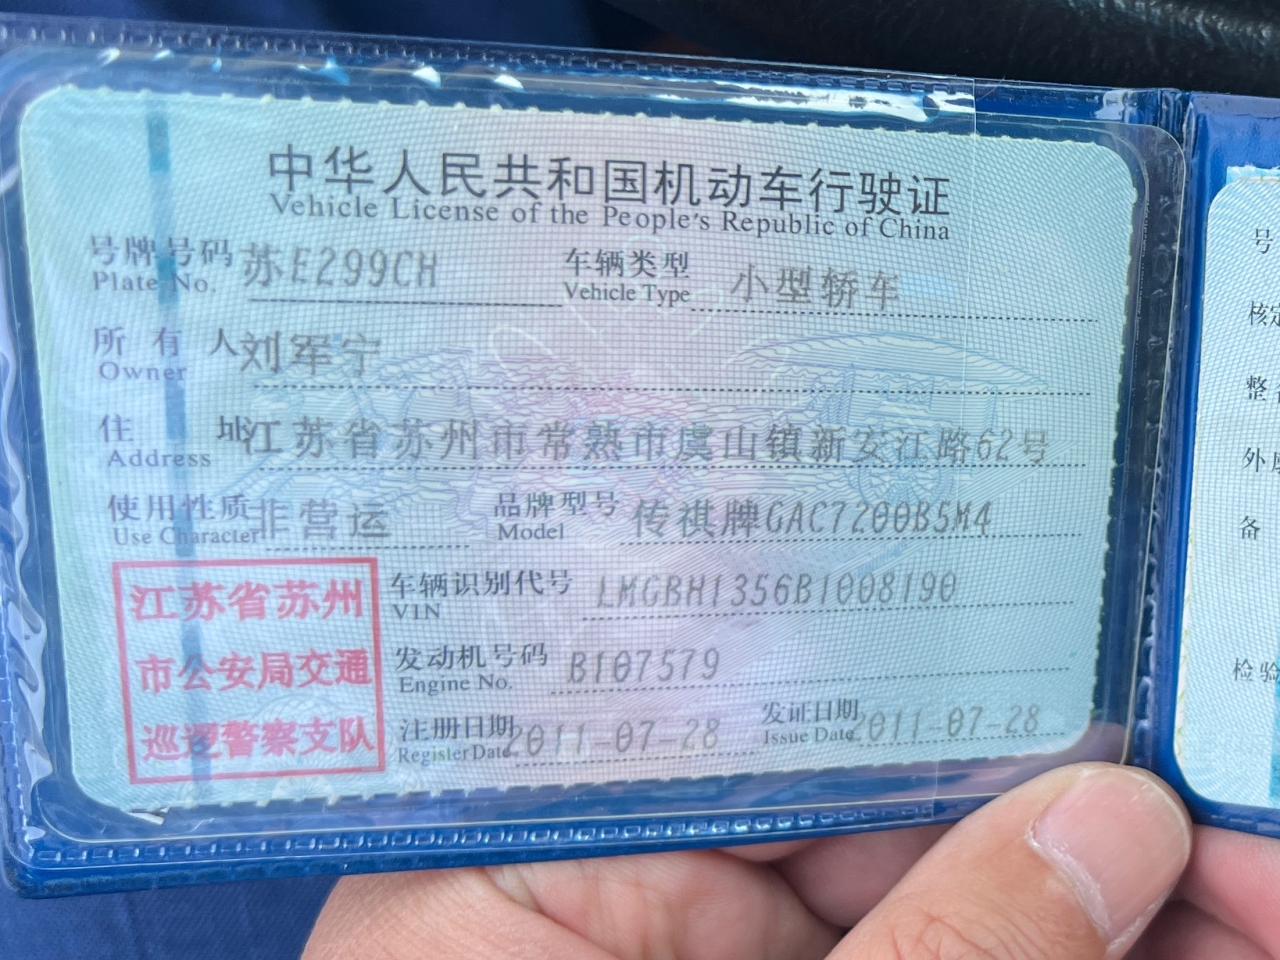 中华人民共和国机动车行驶证
Vehicle License of the People's Republic of China
号牌号码 苏E299CH 车辆类型 小型轿车
Plate No. Vehicle Type
所有人 刘军宁
Owner
住址 江苏省苏州市常熟市虞山镇新安江路62号
Address
使用性质 非营运 品牌型号 传祺牌GAC7200B5M4
Use Character Model
江苏省苏州
市公安局交通
巡逻警察支队
车辆识别代号 LMGBH1356B1008190
VIN
发动机号码 B107579
Engine No.
注册日期 2011-07-28 发证日期 2011-07-28
Register Date Issue Date
号
核定
整
外
备
检验